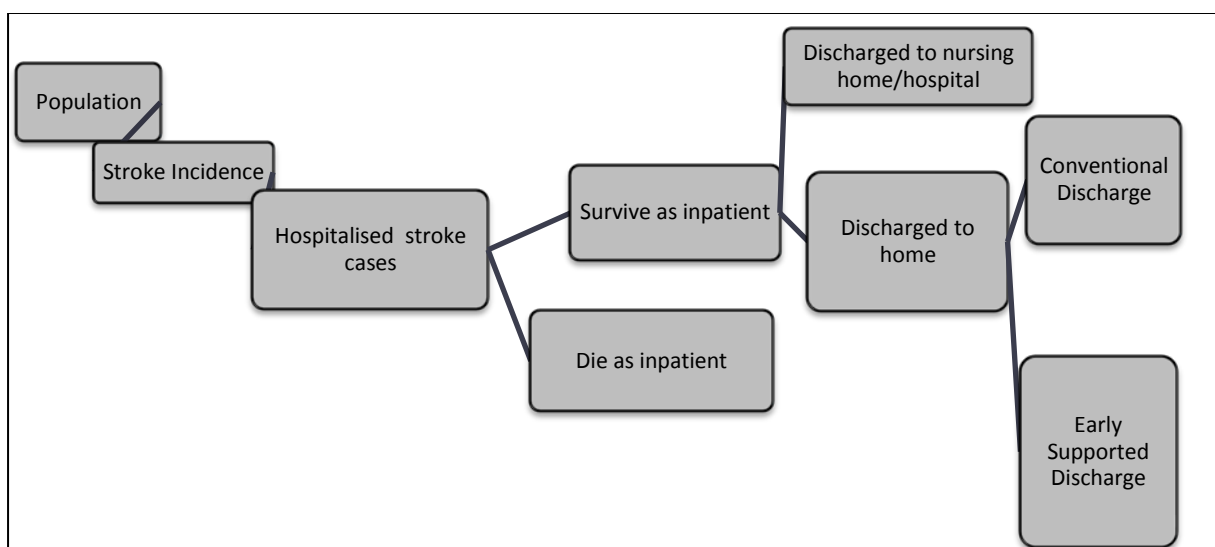 Population
Stroke Incidence
Hospitalised stroke
cases
Survive as inpatient
Die as inpatient
Discharged to nursing
home/hospital
Discharged to
home
Conventional
Discharge
Early
Supported
Discharge